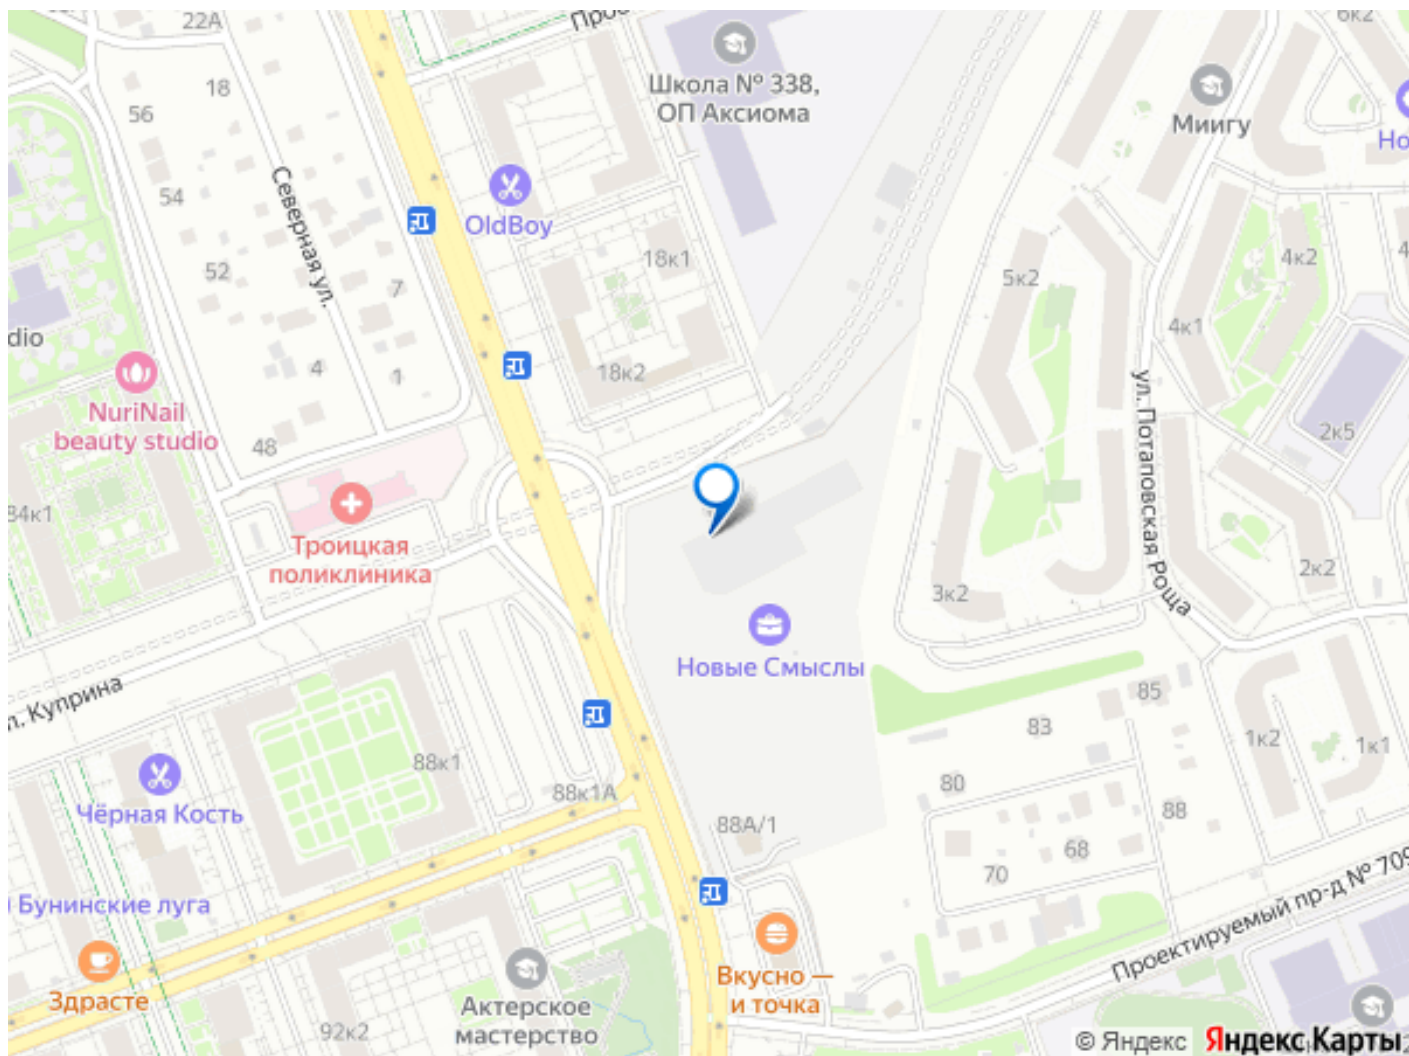 22А
Школа № 338,
ОП Аксиома
6к2
18
56
Миигу
Но
Северная ул.
54
OldBoy
18к1
52
7
5к2
4к2
4
4к1
dio
4
1
18к2
NuriNail
beauty studio
ул. Потаповская Роща
2к5
48
84к1
Троицкая
поликлиника
3к2
2к2
Новые Смыслы
л. Куприна
85
83
1к2
1к1
88к1
80
88к1А
Чёрная Кость
88А/1
88
68
70
Бунинские луга
Проектируемый пр-д № 709
Здрасте
Вкусно —
и точка
Актерское
мастерство
92к2
© Яндекс
Яндекс Карты